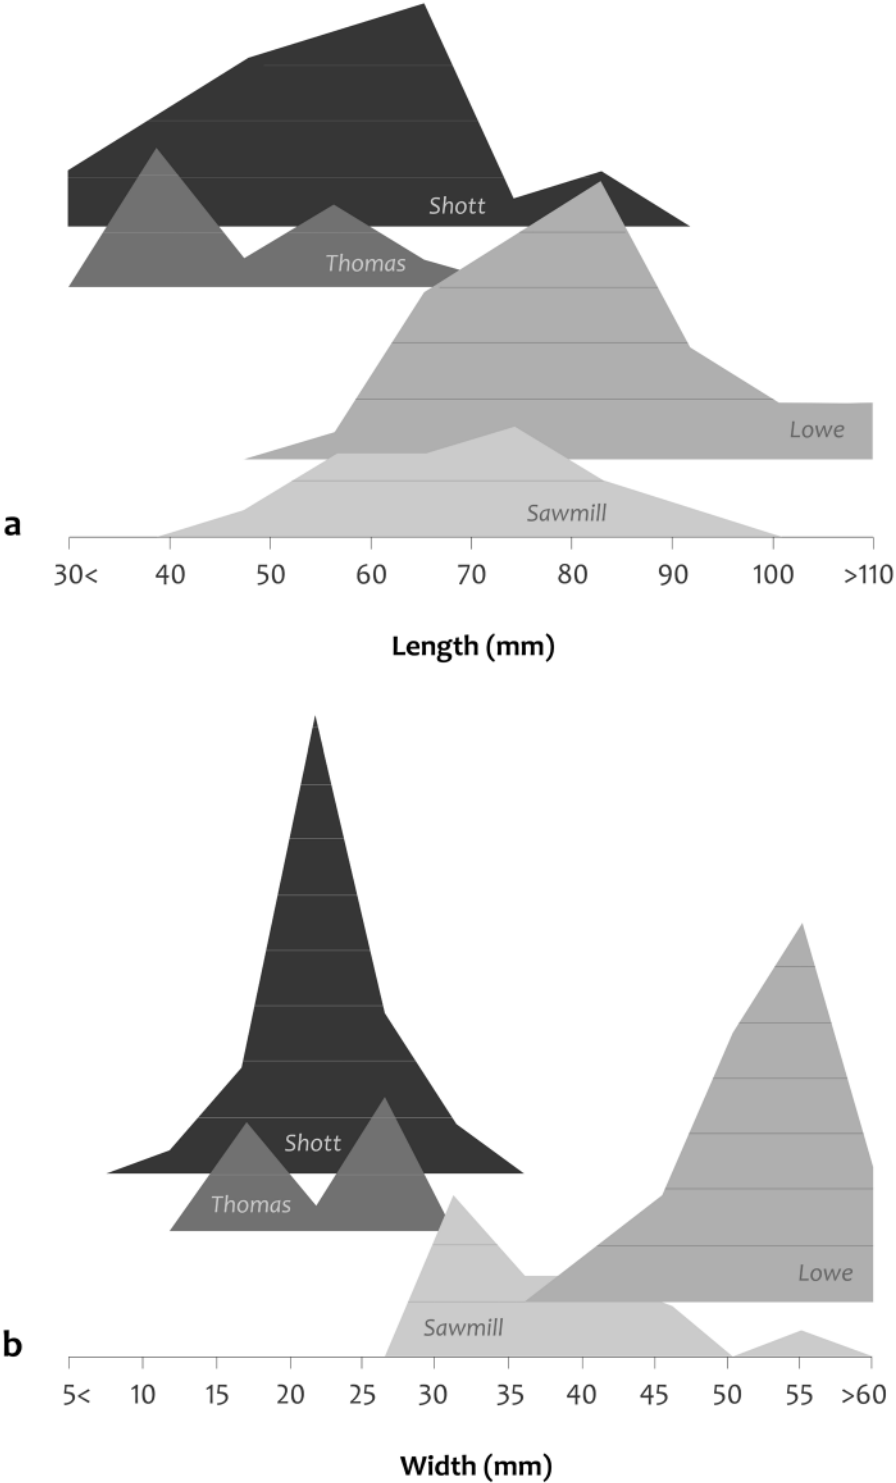 Shott
Thomas
Lowe
Sawmill
a
30< 40 50 60 70 80 90 100 >110
Length (mm)
Shott
Thomas
Lowe
Sawmill
b
5< 10 15 20 25 30 35 40 45 50 55 >60
Width (mm)